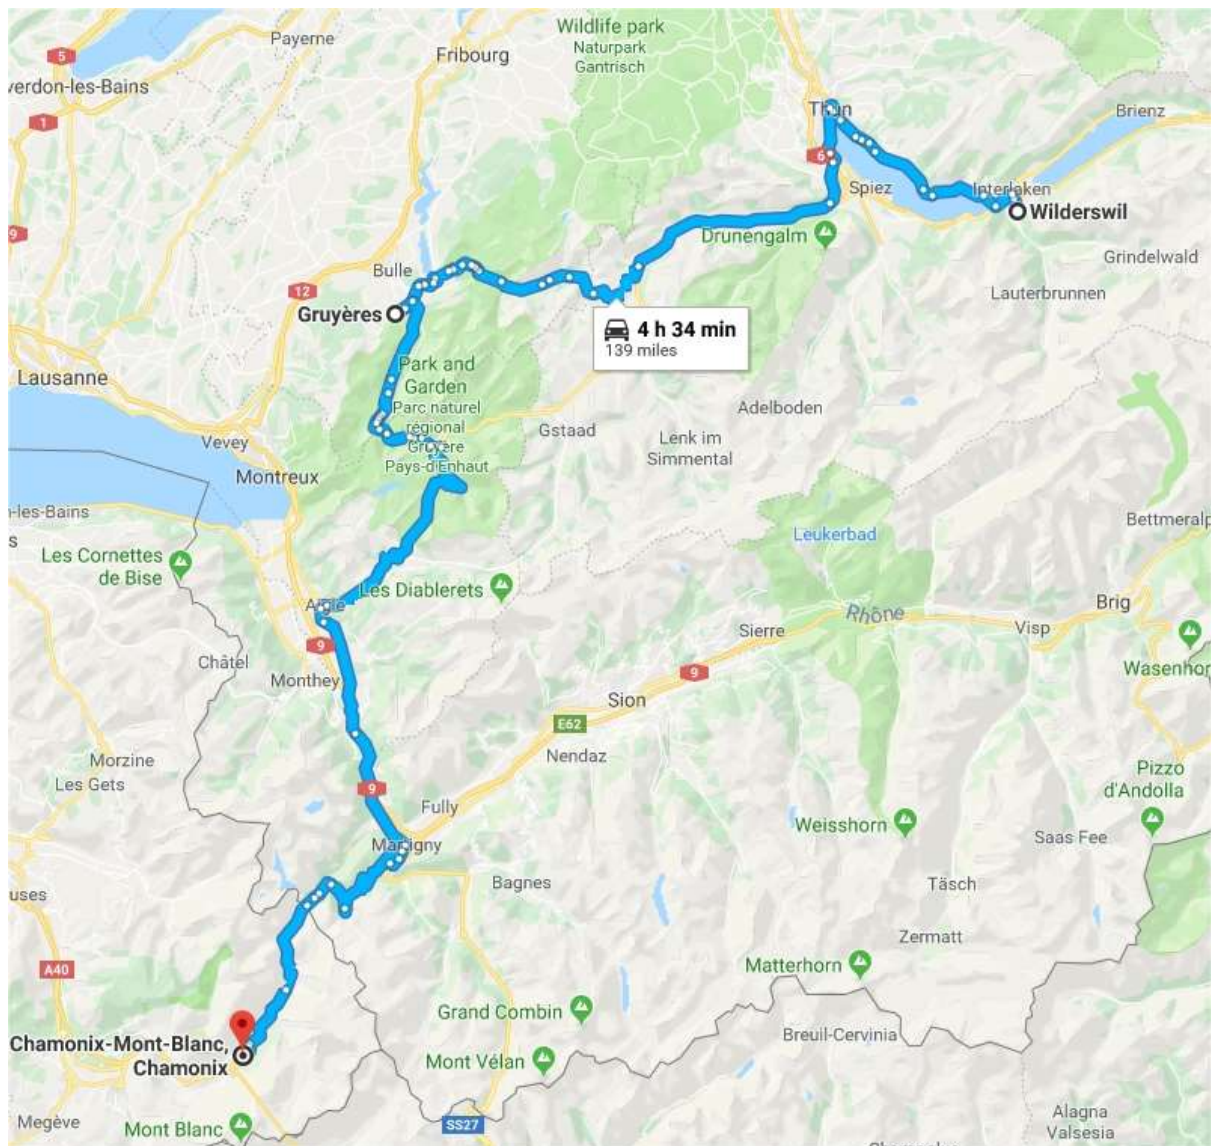 Payerne
5
Fribourg
Wildlife park
Naturpark
Gantrisch
verdon-les-Bains
1
Thun
Brienz
6
Spiez
Interlaken
Wilderswil
9
Drunengalm
Grindelwald
Bulle
12
Lauterbrunnen
Gruyères
4 h 34 min
139 miles
Park and
Garden
Parc naturel
régional
Gruyère
Pays-d'Enhaut
Lausanne
Adelboden
Gstaad
Lenk im
Simmental
Vevey
Montreux
n-les-Bains
s
Leukerbad
Bettmeralp
Les Cornettes
de Bise
Les Diablerets
Aigle
Rhône
Brig
Visp
Sierre
9
Châtel
Monthey
9
Wasenhor
Sion
E62
Nendaz
Morzine
Les Gets
9
Fully
Pizzo
d'Andolla
Weisshorn
Saas Fee
Martigny
Bagnes
Täsch
uses
Zermatt
A40
Matterhorn
Grand Combin
Breuil-Cervinia
Chamonix-Mont-Blanc,
Chamonix
Mont Vélan
Megève
Mont Blanc
SS27
Alagna
Valsesia